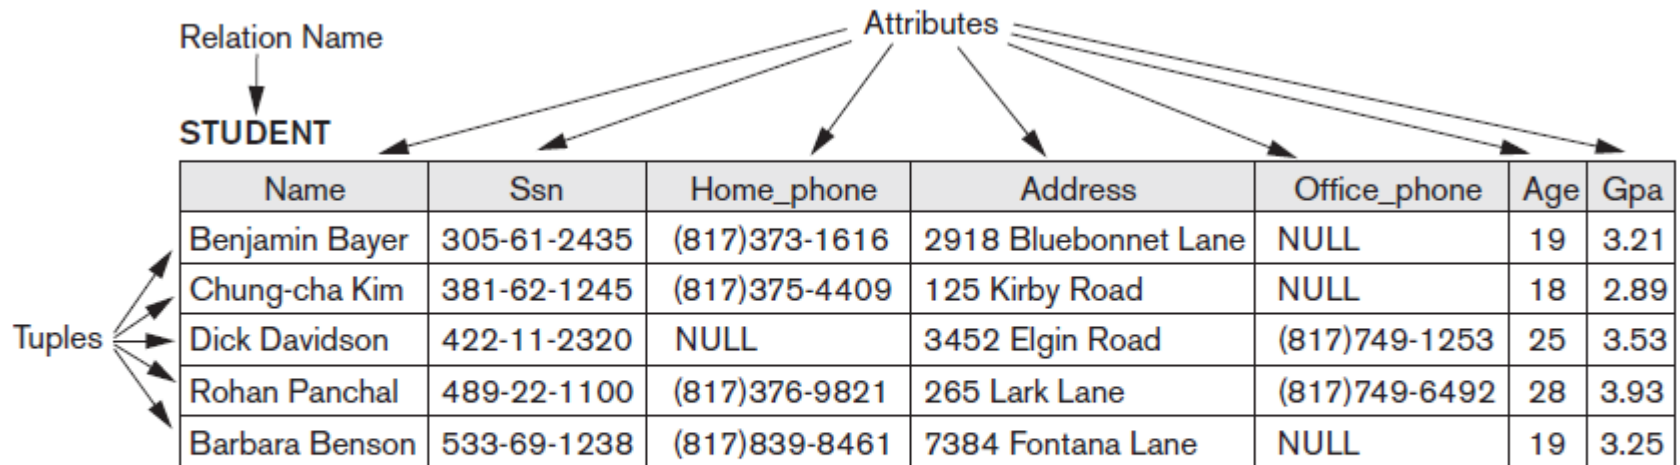 Attributes
Relation Name
STUDENT
Name Ssn Home_phone Address Office_phone Age Gpa
Benjamin Bayer 305-61-2435 (817)373-1616 2918 Bluebonnet Lane NULL 19 3.21
Chung-cha Kim 381-62-1245 (817)375-4409 125 Kirby Road NULL 18 2.89
Tuples Dick Davidson 422-11-2320 NULL 3452 Elgin Road (817)749-1253 25 3.53
Rohan Panchal 489-22-1100 (817)376-9821 265 Lark Lane (817)749-6492 28 3.93
Barbara Benson 533-69-1238 (817)839-8461 7384 Fontana Lane NULL 19 3.25